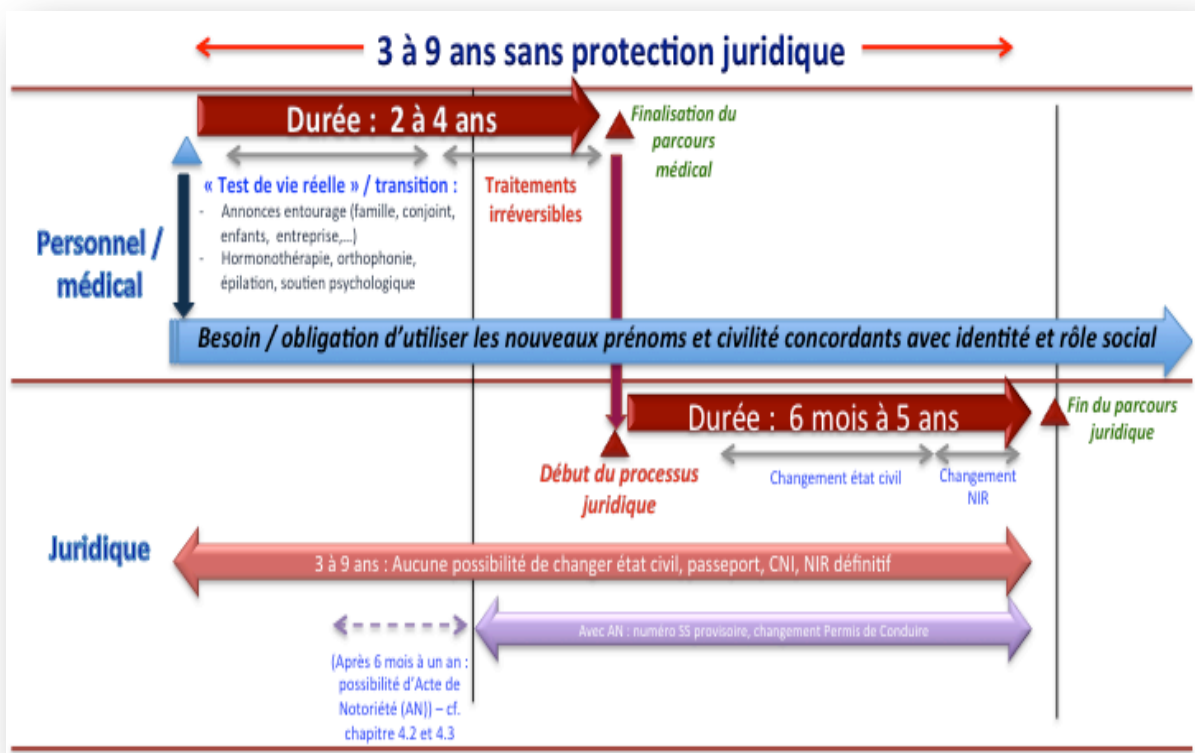 3 à 9 ans sans protection juridique
Durée : 2 à 4 ans
Finalisation du
parcours
médical
« Test de vie réelle » / transition :
- Annonces entourage (famille, conjoint,
enfants, entreprise,...)
- Hormonothérapie, orthophonie,
épilation, soutien psychologique
Traitements
irréversibles
Personnel /
médical
Besoin / obligation d'utiliser les nouveaux prénoms et civilité concordants avec identité et rôle social
Durée : 6 mois à 5 ans
Fin du parcours
juridique
Début du processus
juridique
Changement état civil
Changement
NIR
Juridique
3 à 9 ans : Aucune possibilité de changer état civil, passeport, CNI, NIR définitif
Avec AN : numéro SS provisoire, changement Permis de Conduire
(Après 6 mois à un an :
possibilité d'Acte de
Notoriété (AN)) – cf.
chapitre 4.2 et 4.3